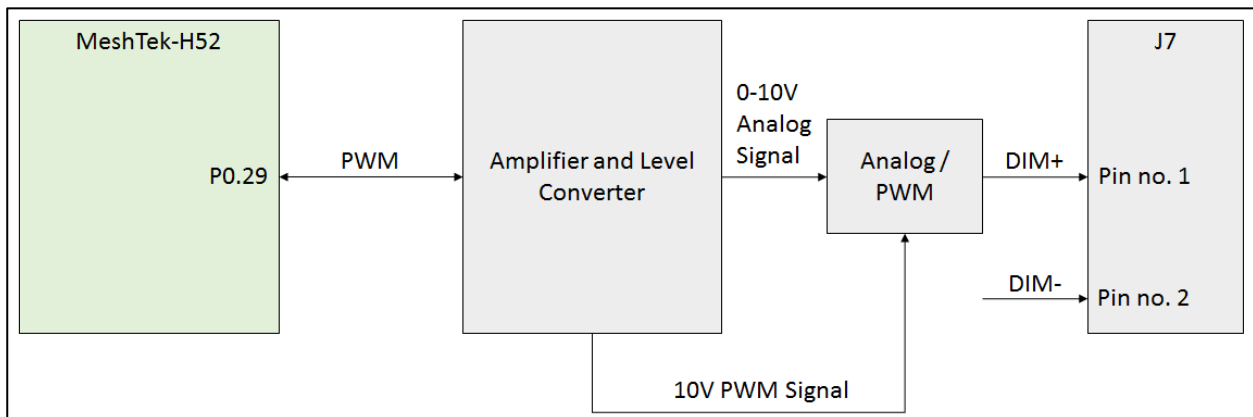 MeshTek-H52
P0.29
PWM
Amplifier and Level
Converter
0-10V
Analog
Signal
Analog /
PWM
DIM+
J7
Pin no. 1
DIM-
Pin no. 2
10V PWM Signal